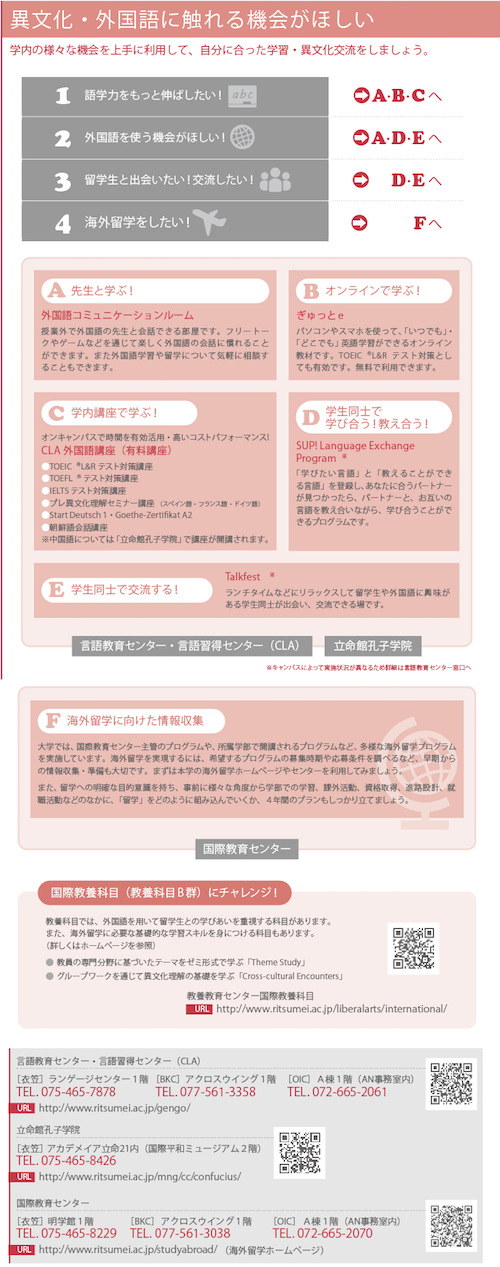 異文化・外国語に触れる機会がほしい
学内の様々な機会を上手に利用して、自分に合った学習・異文化交流をしましょう。
1 語学力をもっと伸ばしたい！ abc ➡A･B･Cへ
2 外国語を使う機会がほしい！ ➡A･D･Eへ
3 留学生と出会いたい！交流したい！ ➡D･Eへ
4 海外留学をしたい！ ➡Fへ
A 先生と学ぶ！
外国語コミュニケーションルーム
授業外で外国語の先生と会話できる部屋です。フリートー
クやゲームなどを通じて楽しく外国語の会話に慣れること
ができます。また外国語学習や留学について気軽に相談す
ることもできます。
B オンラインで学ぶ！
ぎゅっとe
パソコンやスマホを使って、「いつでも」・
「どこでも」英語学習ができるオンライン
教材です。TOEIC ®L&R テスト対策とし
ても有効です。無料で利用できます。
C 学内講座で学ぶ！
オンキャンパスで時間を有効活用・高いコストパフォーマンス！
CLA 外国語講座（有料講座）
●TOEIC ®L&R テスト対策講座
●TOEFL ®テスト対策講座
●IELTS テスト対策講座
●プレ異文化理解セミナー講座（スペイン語・フランス語・ドイツ語）
●Start Deutsch 1・Goethe-Zertifikat A2
●朝鮮語会話講座
※中国語については「立命館孔子学院」で講座が開講されます。
D 学生同士で
学び合う！教え合う！
SUP! Language Exchange
Program ＊
「学びたい言語」と「教えることができ
る言語」を登録し、あなたに合うパートナー
が見つかったら、パートナーと、お互いの
言語を教え合いながら、学び合うことがで
きるプログラムです。
E 学生同士で交流する！
Talkfest ＊
ランチタイムなどにリラックスして留学生や外国語に興味が
ある学生同士が出会い、交流できる場です。
言語教育センター・言語習得センター（CLA）
立命館孔子学院
※キャンパスによって実施状況が異なるため詳細は言語教育センター窓口へ
F 海外留学に向けた情報収集
大学では、国際教育センター主管のプログラムや、所属学部で開講されるプログラムなど、多様な海外留学プログラム
を実施しています。海外留学を実現するには、希望するプログラムの募集時期や応募条件を調べるなど、早期から
の情報収集・準備も大切です。まずは本学の海外留学ホームページやセンターを利用してみましょう。
また、留学への明確な目的意識を持ち、事前に様々な角度から学部での学習、課外活動、資格取得、進路設計、就
職活動などのなかに、「留学」をどのように組み込んでいくか、４年間のプランもしっかり立てましょう。
国際教育センター
国際教養科目（教養科目B群）にチャレンジ！
教養科目では、外国語を用いて留学生との学びあいを重視する科目があります。
また、海外留学に必要な基礎的な学習スキルを身につける科目もあります。
（詳しくはホームページを参照）
● 教員の専門分野に基づいたテーマをゼミ形式で学ぶ「Theme Study」
● グループワークを通じて異文化理解の基礎を学ぶ「Cross-cultural Encounters」
教養教育センター国際教養科目
URL http://www.ritsumei.ac.jp/liberalarts/international/
言語教育センター・言語習得センター（CLA）
［衣笠］ランゲージセンター１階 ［BKC］アクロスウイング１階 ［OIC］Ａ棟１階（AN事務室内）
TEL. 075-465-7878 TEL. 077-561-3358 TEL. 072-665-2061
URL http://www.ritsumei.ac.jp/gengo/
立命館孔子学院
［衣笠］アカデメイア立命21内（国際平和ミュージアム２階）
TEL. 075-465-8426
URL http://www.ritsumei.ac.jp/mng/cc/confucius/
国際教育センター
［衣笠］明学館１階 ［BKC］アクロスウイング１階 ［OIC］Ａ棟１階（AN事務室内）
TEL. 075-465-8229 TEL. 077-561-3038 TEL. 072-665-2070
URL http://www.ritsumei.ac.jp/studyabroad/（海外留学ホームページ）